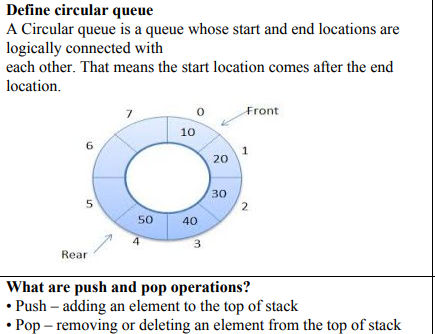 Define circular queue
A Circular queue is a queue whose start and end locations are
logically connected with
each other. That means the start location comes after the end
location.
7 0 Front
10
6 20 1
30
5 2
50 40
4 3
Rear
What are push and pop operations?
• Push – adding an element to the top of stack
• Pop – removing or deleting an element from the top of stack